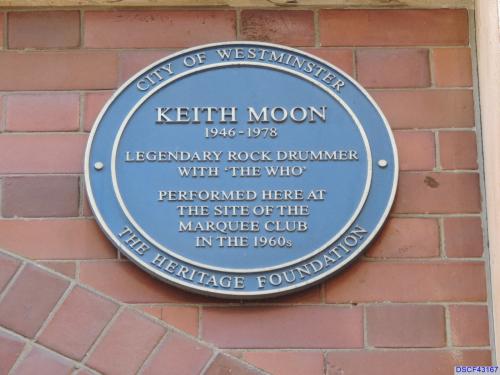 CITY OF WESTMINSTER
KEITH MOON
1946-1978
LEGENDARY ROCK DRUMMER
WITH 'THE WHO'
PERFORMED HERE AT
THE SITE OF THE
MARQUEE CLUB
IN THE 1960s
THE HERITAGE FOUNDATION
DSCF43167